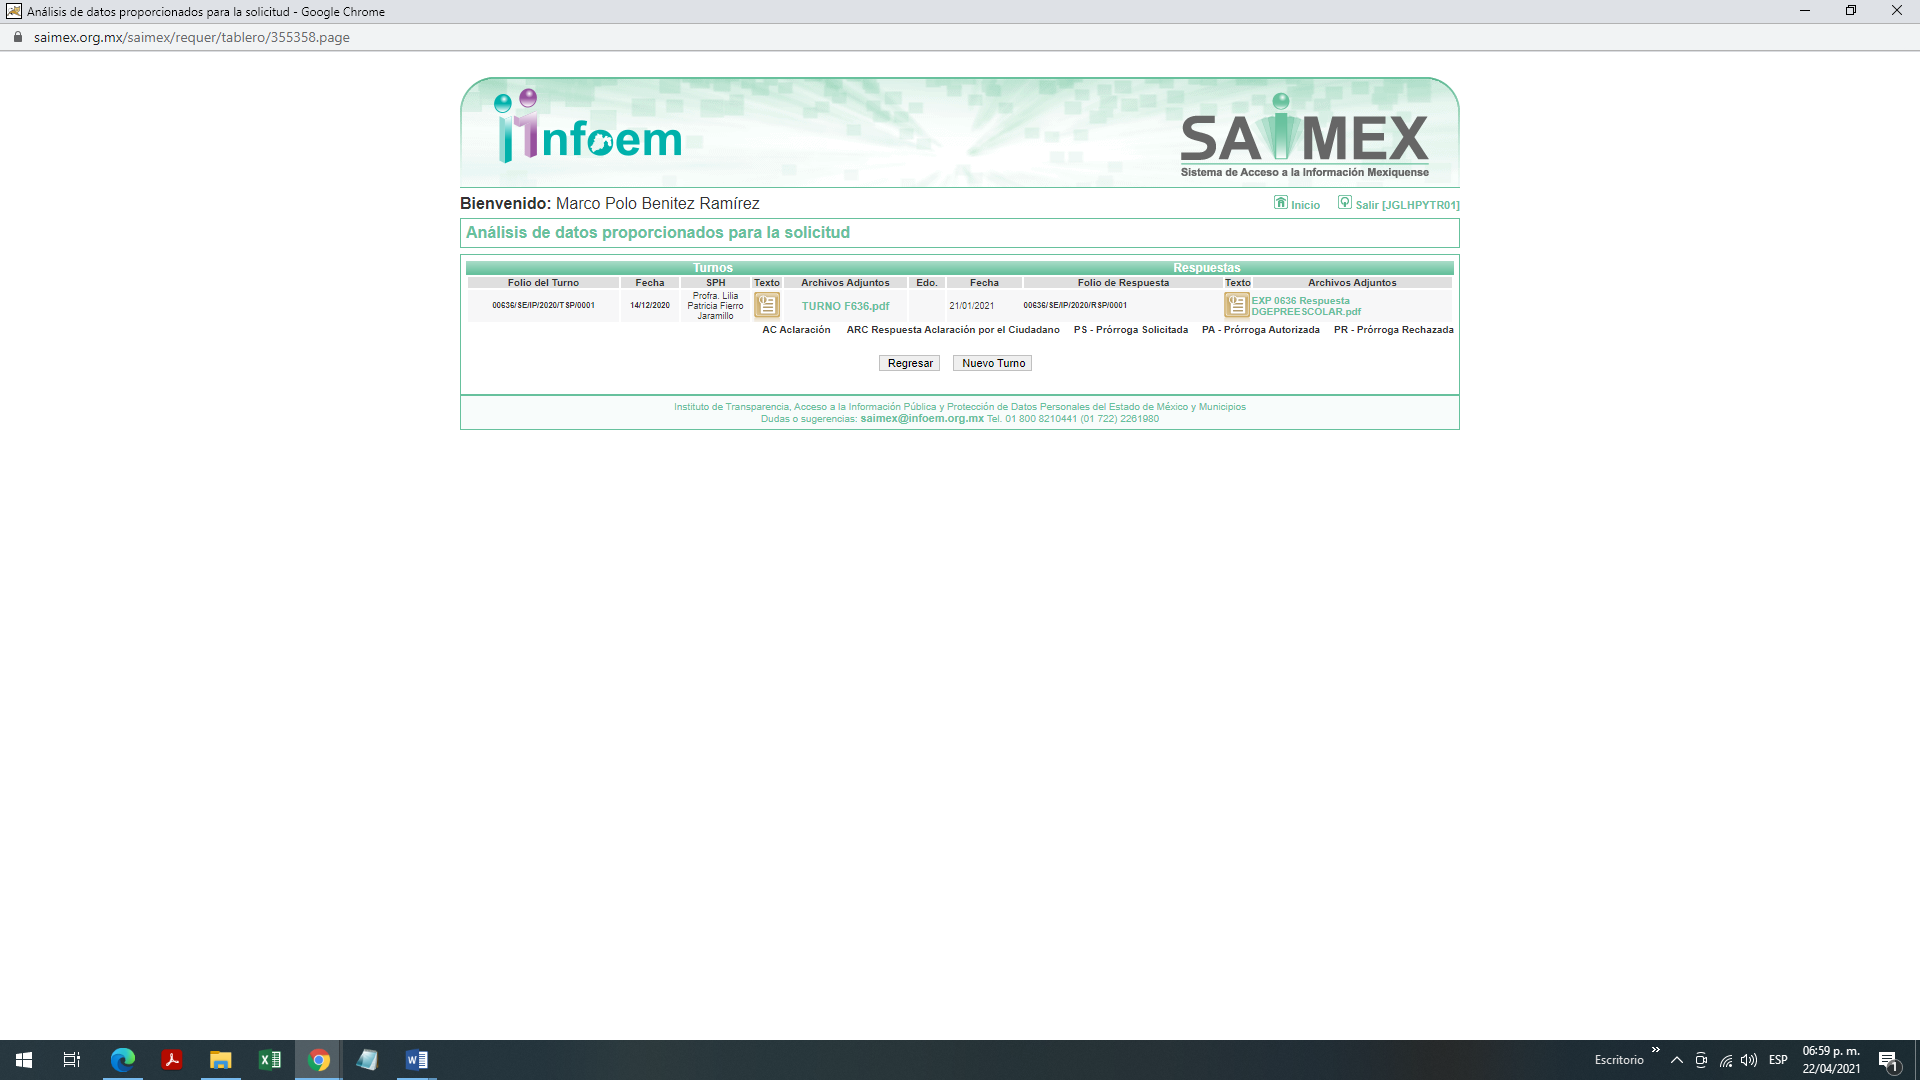 Análisis de datos proporcionados para la solicitud - Google Chrome
saimex.org.mx/saimex/requer/tablero/355358.page
infoem
SAIMEX
Sistema de Acceso a la Información Mexiquense
Bienvenido: Marco Polo Benitez Ramírez
Inicio Salir [JGLHPYTR01]
Análisis de datos proporcionados para la solicitud
Turnos Respuestas
Folio del Turno Fecha SPH Texto Archivos Adjuntos Edo. Fecha Folio de Respuesta Texto Archivos Adjuntos
00636/SE/IP/2020/TSP/0001 14/12/2020 Profra. Lilia Patricia Fierro Jaramillo TURNO F636.pdf 21/01/2021 00636/SE/IP/2020/RSP/0001 EXP 0636 Respuesta DGEPREESCOLAR.pdf
AC Aclaración ARC Respuesta Aclaración por el Ciudadano PS - Prórroga Solicitada PA - Prórroga Autorizada PR - Prórroga Rechazada
Regresar Nuevo Turno
Instituto de Transparencia, Acceso a la Información Pública y Protección de Datos Personales del Estado de México y Municipios
Dudas o sugerencias: saimex@infoem.org.mx Tel. 01 800 8210441 (01 722) 2261980
Escritorio » ESP 06:59 p. m.
22/04/2021 1